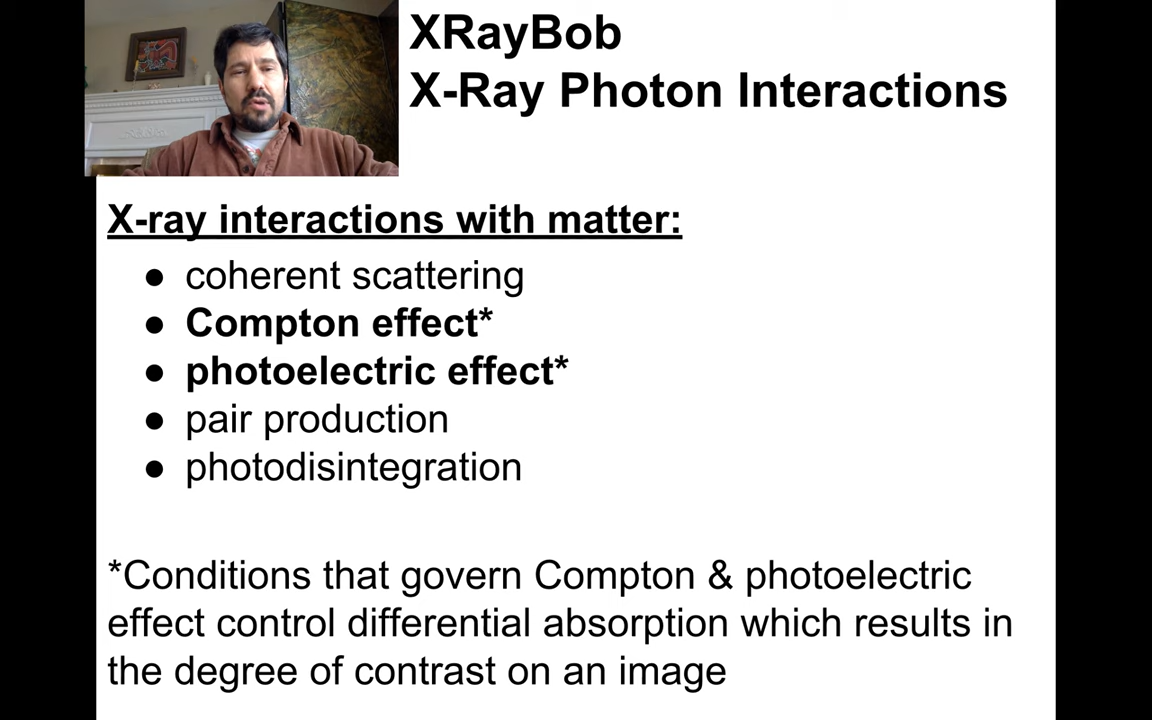 XRayBob
X-Ray Photon Interactions
X-ray interactions with matter:
● coherent scattering
● Compton effect*
● photoelectric effect*
● pair production
● photodisintegration
*Conditions that govern Compton & photoelectric
effect control differential absorption which results in
the degree of contrast on an image